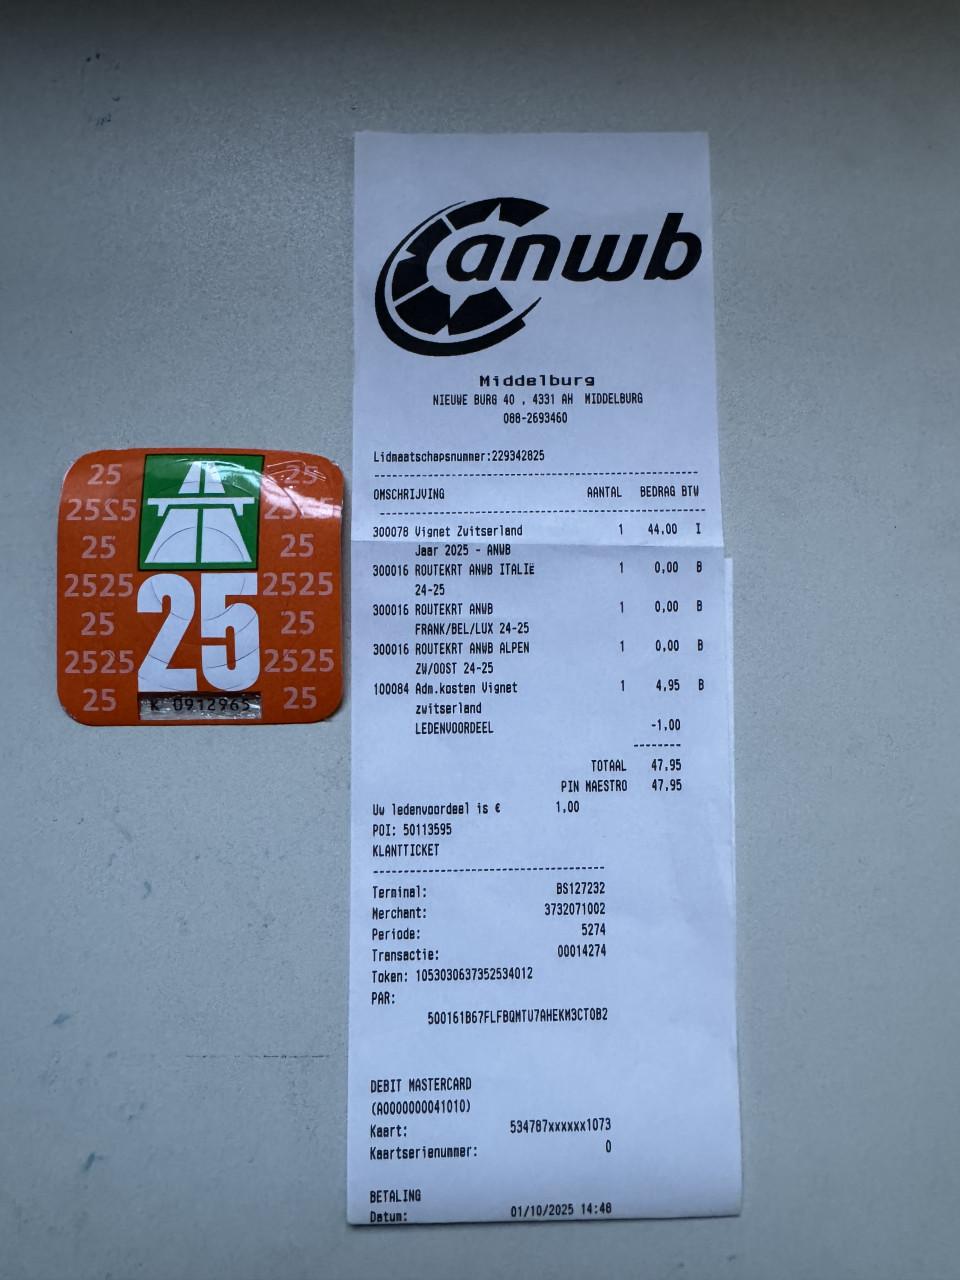 25 25
2525 25
25 25
2525 2525
25 25
2525 2525
25 25
25
K 0912965
anwb
Middelburg
NIEUWE BURG 40 , 4331 AH MIDDELBURG
088-2693460
Lidmaatschapsnummer:229342825
OMSCHRIJVING AANTAL BEDRAG BTW
300078 Vignet Zwitserland 1 44,00 I
Jaar 2025 - ANWB
300016 ROUTEKRT ANWB ITALIË 1 0,00 B
24-25
300016 ROUTEKRT ANWB 1 0,00 B
FRANK/BEL/LUX 24-25
300016 ROUTEKRT ANWB ALPEN 1 0,00 B
ZW/OOST 24-25
100084 Adm.kosten Vignet 1 4,95 B
zwitserland
LEDENVOORDEEL -1,00
TOTAAL 47,95
PIN MAESTRO 47,95
Uw ledenvoordeel is € 1,00
POI: 50113595
KLANTTICKET
Terminal: BS127232
Merchant: 3732071002
Periode: 5274
Transactie: 00014274
Token: 1053030637352534012
PAR:
500161B67FLFBQMTU7AHEKM3CTOB2
DEBIT MASTERCARD
(A0000000041010)
Kaart: 534787xxxxxx1073
Kaartserienummer: 0
BETALING
Datum: 01/10/2025 14:48